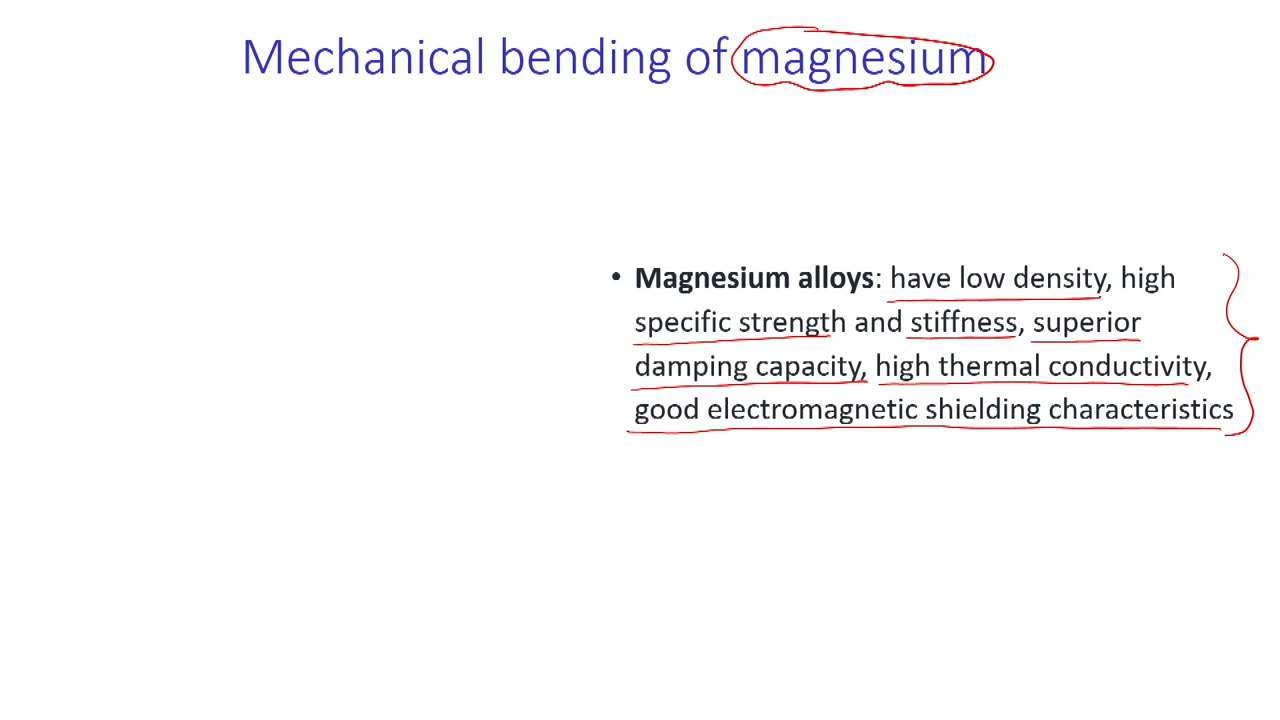 Mechanical bending of magnesium
• Magnesium alloys: have low density, high
specific strength and stiffness, superior
damping capacity, high thermal conductivity,
good electromagnetic shielding characteristics